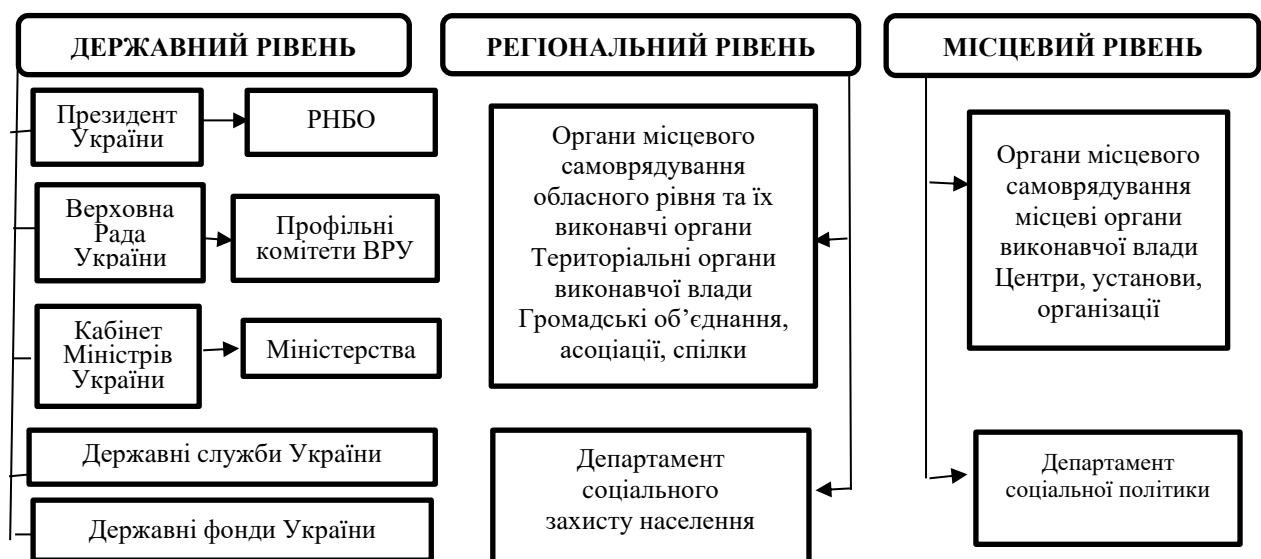 ДЕРЖАВНИЙ РІВЕНЬ
РЕГІОНАЛЬНИЙ РІВЕНЬ
МІСЦЕВИЙ РІВЕНЬ
Президент
України
РНБО
Верховна
Рада
України
Профільні
комітети ВРУ
Кабінет
Міністрів
України
Міністерства
Державні служби України
Державні фонди України
Органи місцевого
самоврядування
обласного рівня та їх
виконавчі органи
Територіальні органи
виконавчої влади
Громадські об’єднання,
асоціації, спілки
Департамент
соціального
захисту населення
Органи місцевого
самоврядування
місцеві органи
виконавчої влади
Центри, установи,
організації
Департамент
соціальної політики